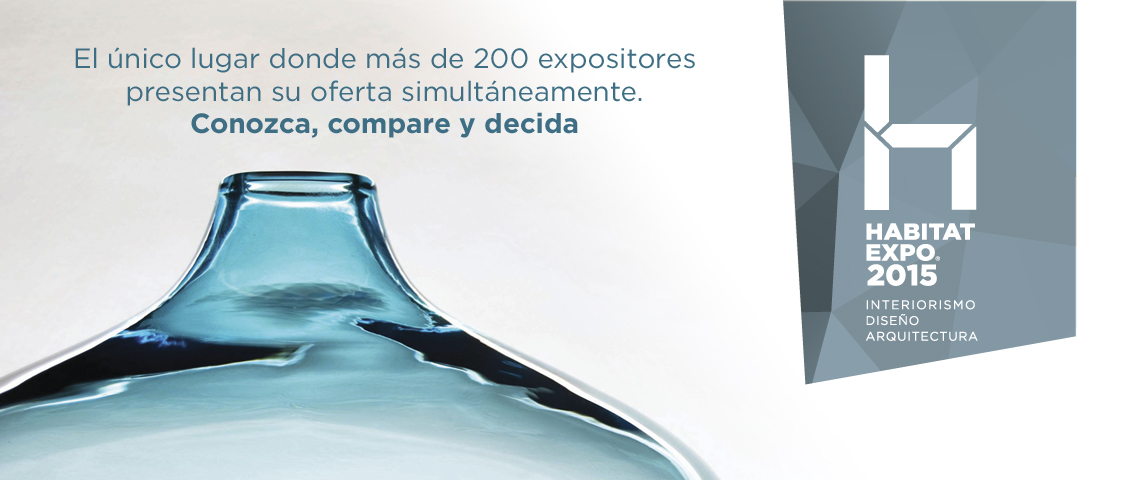 El único lugar donde más de 200 expositores
presentan su oferta simultáneamente.
Conozca, compare y decida
HABITAT
EXPO®
2015
INTERIORISMO
DISEÑO
ARQUITECTURA